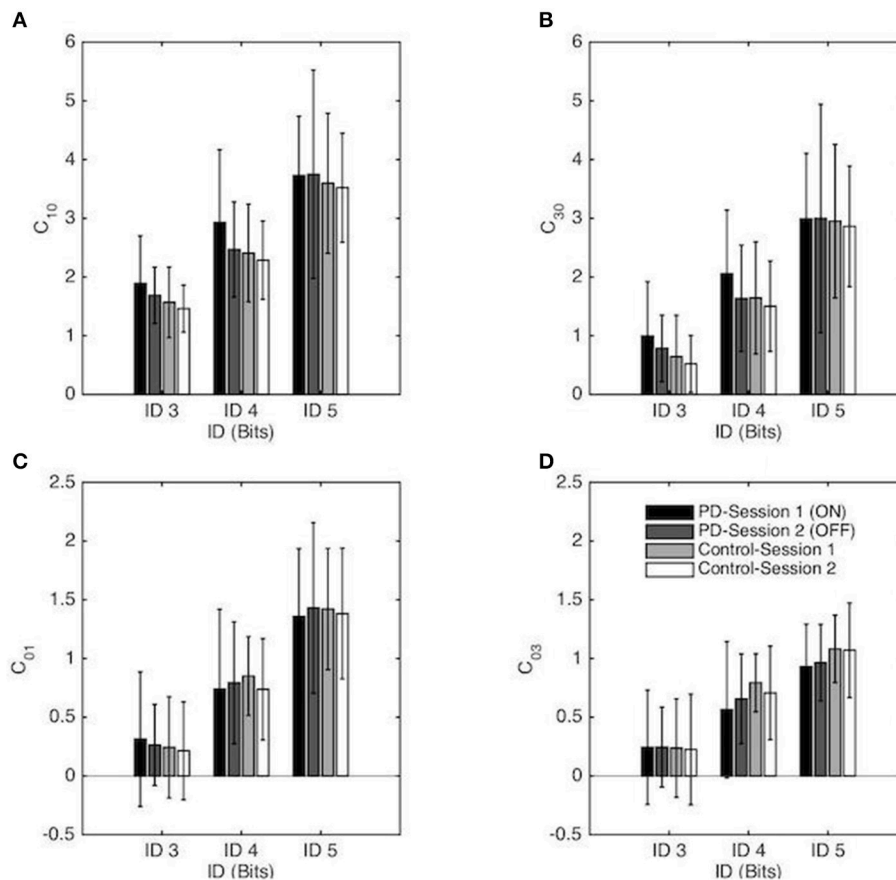 A
6
5
4
3
2
1
0
C10
ID 3 ID 4 ID 5
ID (Bits)
B
6
5
4
3
2
1
0
C30
ID 3 ID 4 ID 5
ID (Bits)
C
2.5
2
1.5
1
0.5
0
-0.5
C01
ID 3 ID 4 ID 5
ID (Bits)
D
2.5
2
1.5
1
0.5
0
-0.5
C03
PD-Session 1 (ON)
PD-Session 2 (OFF)
Control-Session 1
Control-Session 2
ID 3 ID 4 ID 5
ID (Bits)